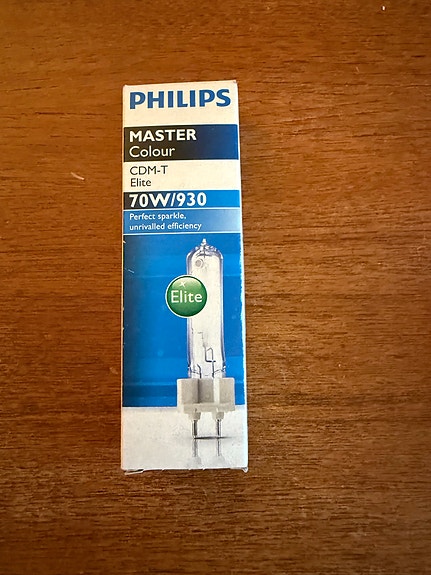 PHILIPS
MASTER
Colour
CDM-T
Elite
70W/930
Perfect sparkle,
unrivalled efficiency
Elite